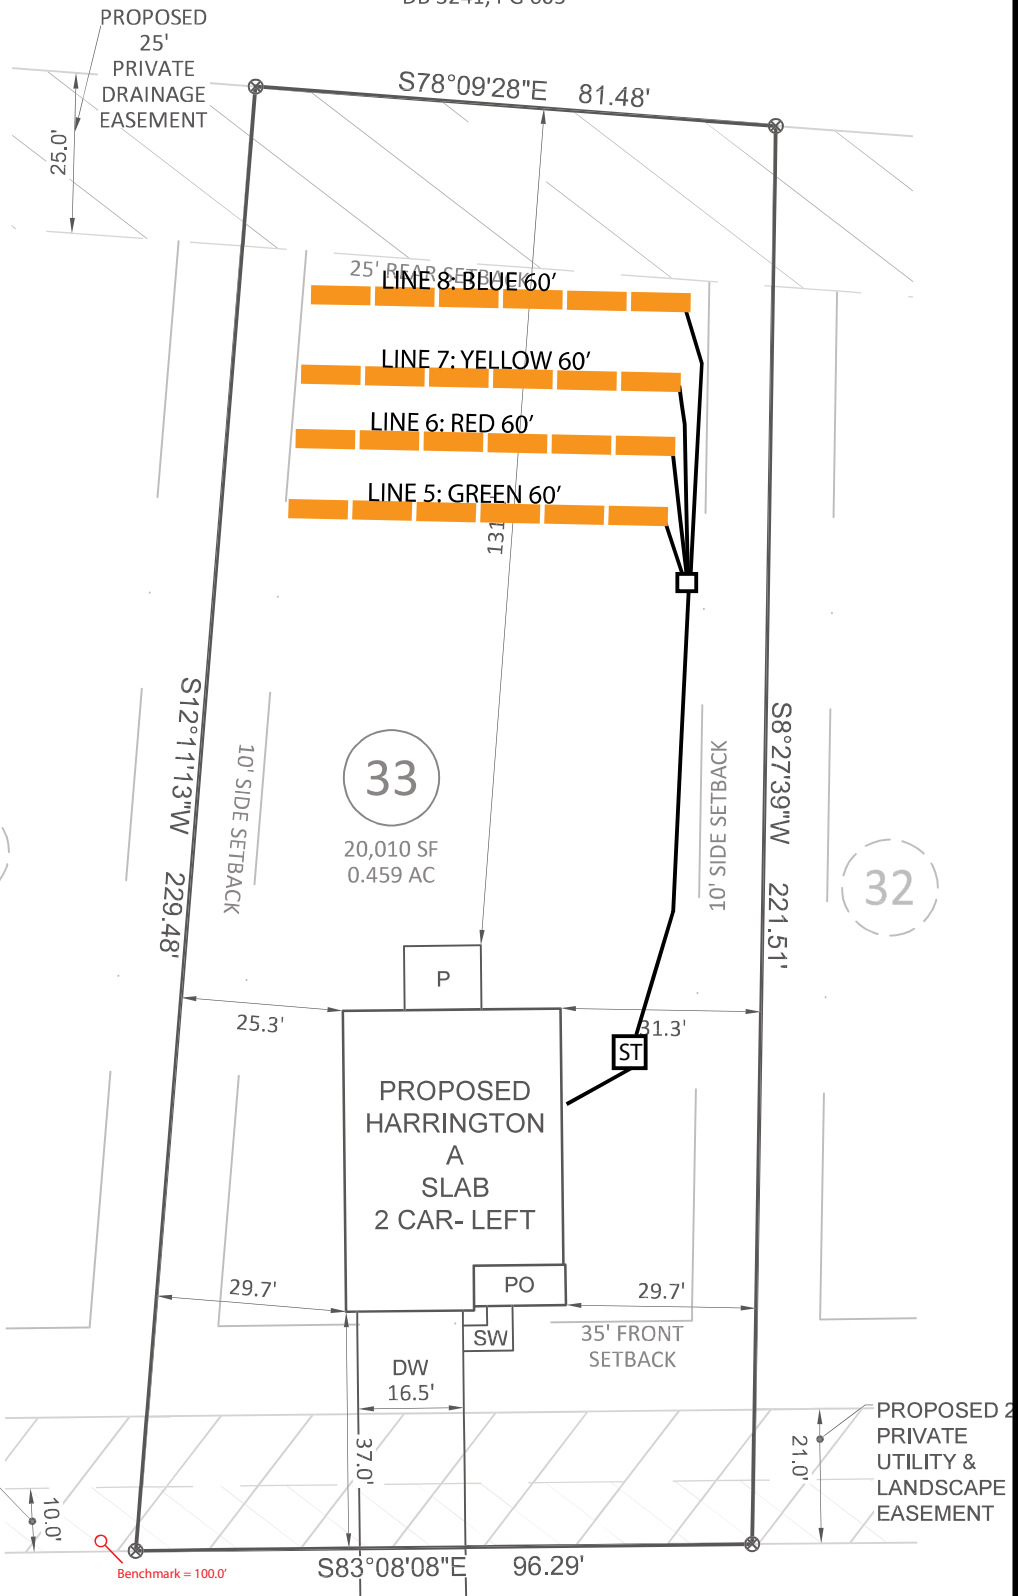 PROPOSED
25'
PRIVATE
DRAINAGE
EASEMENT
S78°09'28"E 81.48'
25.0'
25' REAR SETBACK
LINE 8: BLUE 60'
LINE 7: YELLOW 60'
LINE 6: RED 60'
LINE 5: GREEN 60'
131
S12°11'13"W 229.48'
10' SIDE SETBACK
33
20,010 SF
0.459 AC
10' SIDE SETBACK
S8°27'39"W 221.51'
32
P
25.3'
31.3'
ST
PROPOSED
HARRINGTON
A
SLAB
2 CAR- LEFT
29.7'
PO
29.7'
SW
35' FRONT
SETBACK
DW
16.5'
37.0'
PROPOSED 2
PRIVATE
UTILITY &
LANDSCAPE
EASEMENT
21.0'
10.0'
Benchmark = 100.0'
S83°08'08"E 96.29'